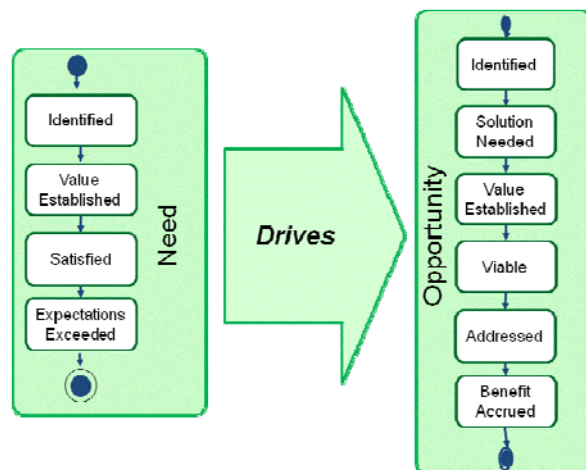 Identified
Value
Established
Satisfied
Expectations
Exceeded
Need
Drives
Opportunity
Identified
Solution
Needed
Value
Established
Viable
Addressed
Benefit
Accrued